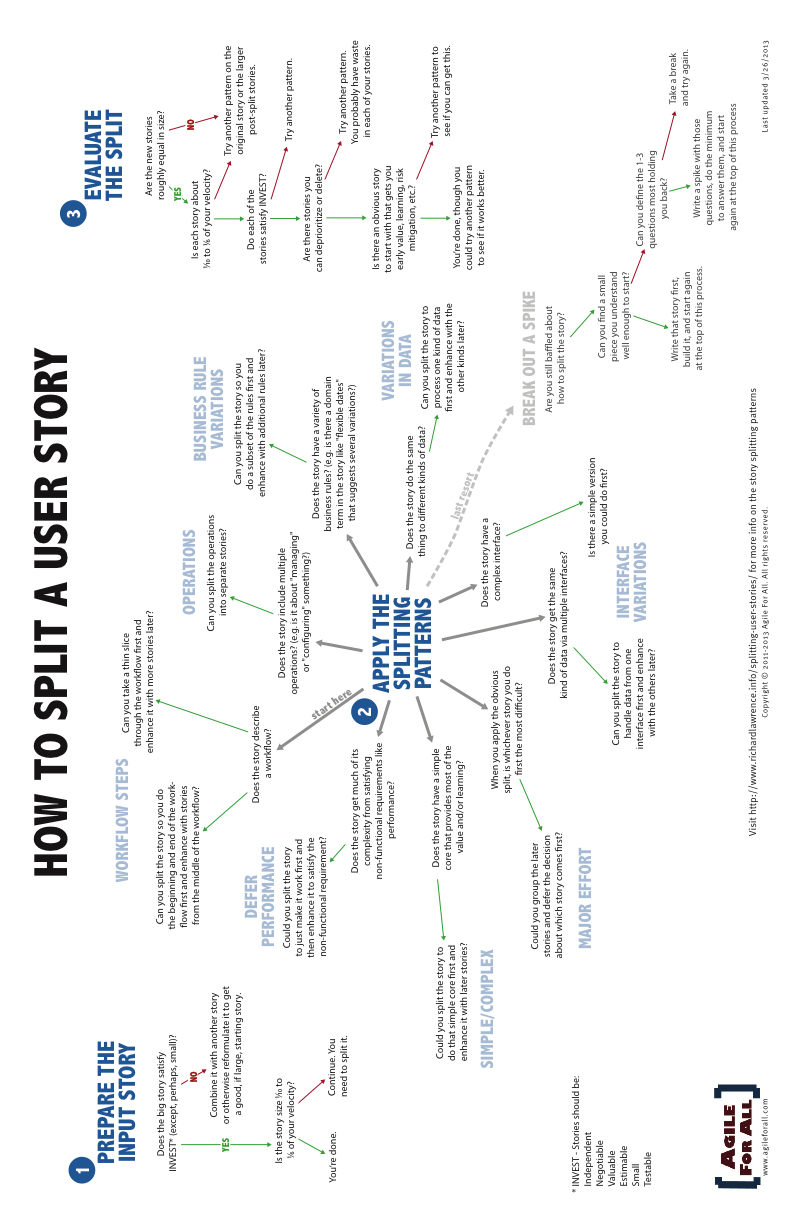 HOW TO SPLIT A USER STORY
1
PREPARE THE
INPUT STORY
Does the big story satisfy
INVEST* (except, perhaps, small)?
NO
Combine it with another story
or otherwise reformulate it to get
a good, if large, starting story.
YES
Is the story size 1⁄10 to
1⁄6 of your velocity?
Continue. You
need to split it.
You're done.
2
APPLY THE
SPLITTING
PATTERNS
start here
WORKFLOW STEPS
Does the story describe
a workflow?
Can you split the story so you do
the beginning and end of the work-
flow first and enhance with stories
from the middle of the workflow?
Can you take a thin slice
through the workflow first and
enhance it with more stories later?
OPERATIONS
Can you split the operations
into separate stories?
Does the story include multiple
operations? (e.g. is it about "managing"
or "configuring" something?)
BUSINESS RULE
VARIATIONS
Can you split the story so you
do a subset of the rules first and
enhance with additional rules later?
Does the story have a variety of
business rules? (e.g. is there a domain
term in the story like "flexible dates"
that suggests several variations?)
VARIATIONS
IN DATA
Can you split the story to
process one kind of data
first and enhance with the
other kinds later?
Does the story do the same
thing to different kinds of data?
last resort
BREAK OUT A SPIKE
Are you still baffled about
how to split the story?
Can you find a small
piece you understand
well enough to start?
Write that story first,
build it, and start again
at the top of this process.
Can you define the 1-3
questions most holding
you back?
Take a break
and try again.
Write a spike with those
questions, do the minimum
to answer them, and start
again at the top of this process
Does the story have a
complex interface?
Is there a simple version
you could do first?
INTERFACE
VARIATIONS
Does the story get the same
kind of data via multiple interfaces?
Can you split the story to
handle data from one
interface first and enhance
with the others later?
When you apply the obvious
split, is whichever story you do
first the most difficult?
Could you group the later
stories and defer the decision
about which story comes first?
MAJOR EFFORT
Does the story have a simple
core that provides most of the
value and/or learning?
Could you split the story to
do that simple core first and
enhance it with later stories?
SIMPLE/COMPLEX
Does the story get much of its
complexity from satisfying
non-functional requirements like
performance?
DEFER
PERFORMANCE
Could you split the story
to just make it work first and
then enhance it to satisfy the
non-functional requirement?
3
EVALUATE
THE SPLIT
Are the new stories
roughly equal in size?
YES
NO
Try another pattern on the
original story or the larger
post-split stories.
Is each story about
1⁄10 to 1⁄6 of your velocity?
Try another pattern.
Do each of the
stories satisfy INVEST?
Try another pattern.
You probably have waste
in each of your stories.
Are there stories you
can deprioritize or delete?
Try another pattern to
see if you can get this.
Is there an obvious story
to start with that gets you
early value, learning, risk
mitigation, etc.?
You're done, though you
could try another pattern
to see if it works better.
* INVEST - Stories should be:
Independent
Negotiable
Valuable
Estimable
Small
Testable
AGILE
FOR ALL
www.agileforall.com
Visit http://www.richardlawrence.info/splitting-user-stories/ for more info on the story splitting patterns
Copyright © 2011-2013 Agile For All. All rights reserved.
Last updated 3/26/2013